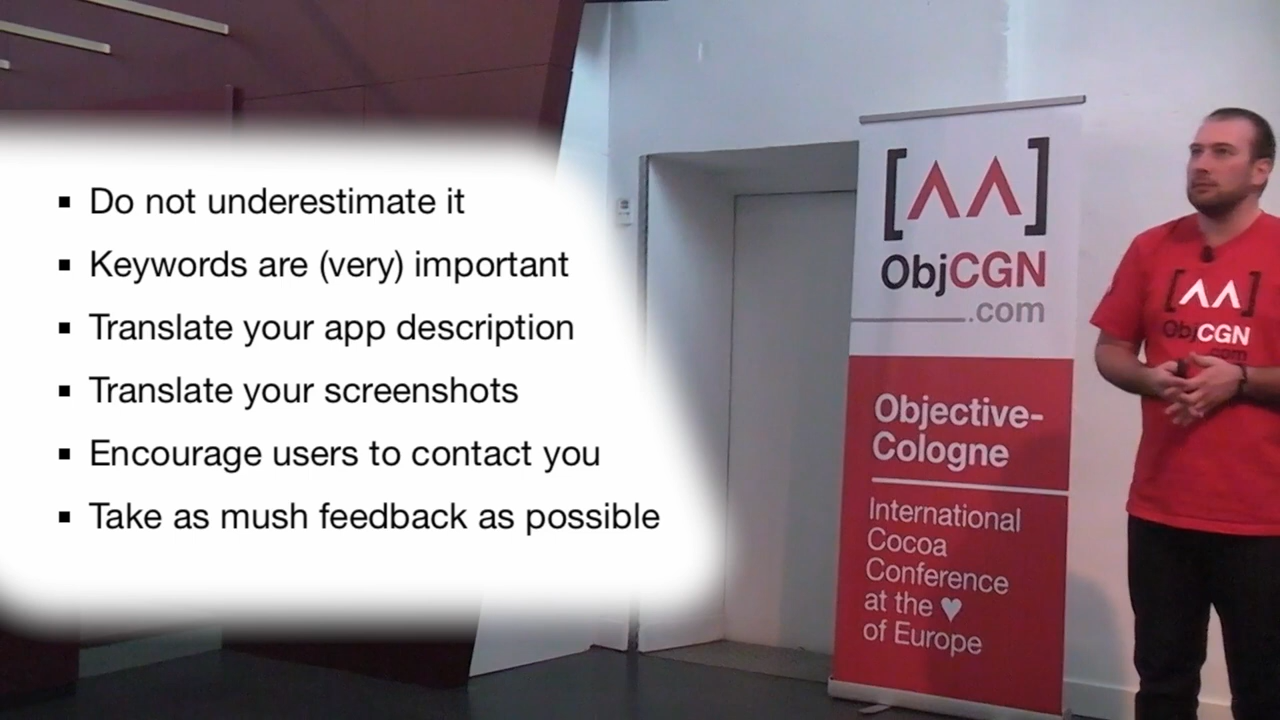 ▪ Do not underestimate it
▪ Keywords are (very) important
▪ Translate your app description
▪ Translate your screenshots
▪ Encourage users to contact you
▪ Take as mush feedback as possible
[ΛΛ]
ObjCGN
.com
Objective-
Cologne
International
Cocoa
Conference
at the ♥
of Europe
[ΛΛ]
ObjCGN
.com